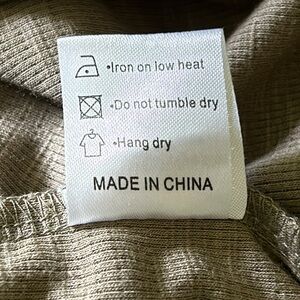 •Iron on low heat
•Do not tumble dry
•Hang dry
MADE IN CHINA